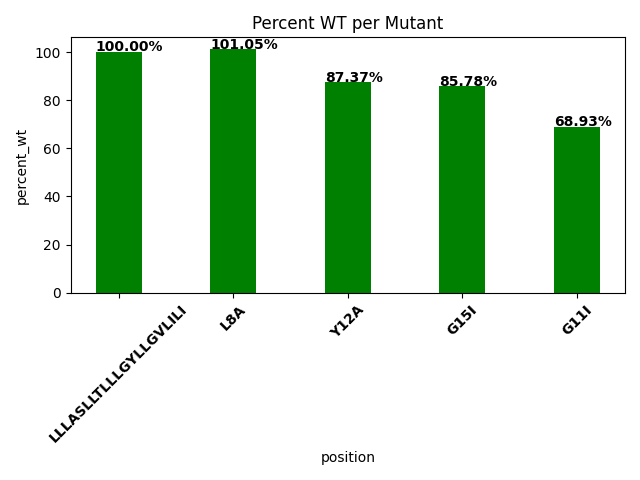 Percent WT per Mutant
percent_wt
100
80
60
40
20
0
100.00%
101.05%
87.37%
85.78%
68.93%
LLLASLLTLLLGYLLGVLILI
L8A
Y12A
G15I
G11I
position